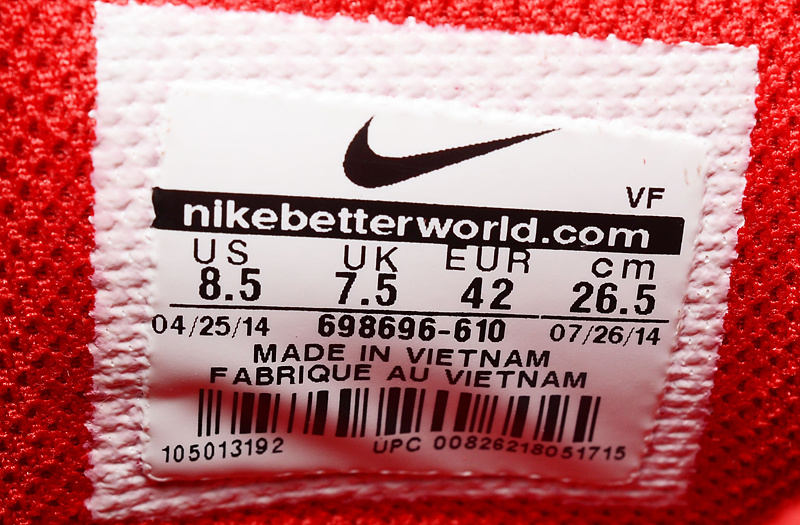 VF
nikebetterworld.com
US UK EUR cm
8.5 7.5 42 26.5
04/25/14 698696-610 07/26/14
MADE IN VIETNAM
FABRIQUE AU VIETNAM
105013192 UPC 00826218051715